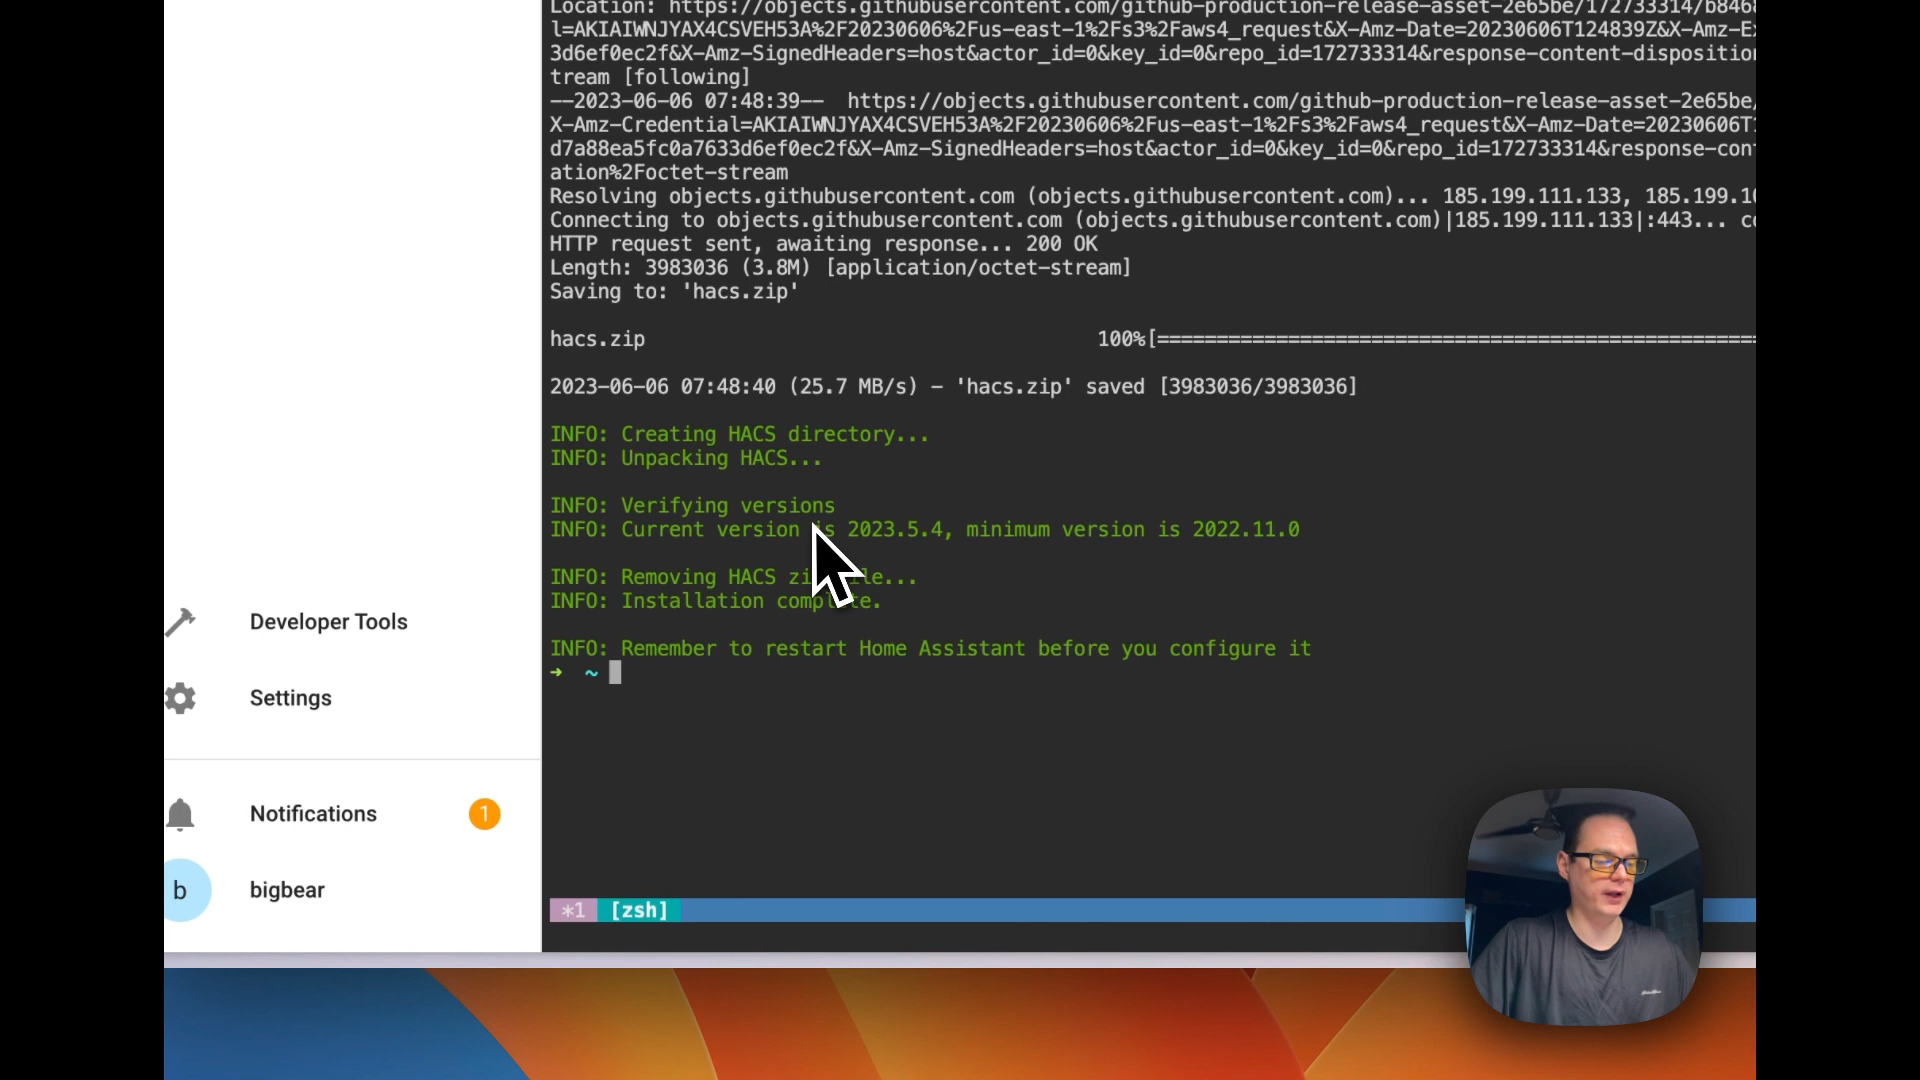 Location: https://objects.githubusercontent.com/github-production-release-asset-2e65be/172733314/b846
l=AKIAIWNJYAX4CSVEH53A%2F20230606%2Fus-east-1%2Fs3%2Faws4_request&X-Amz-Date=20230606T124839Z&X-Amz-E
3d6ef0ec2f&X-Amz-SignedHeaders=host&actor_id=0&key_id=0&repo_id=172733314&response-content-disposition
tream [following]
--2023-06-06 07:48:39-- https://objects.githubusercontent.com/github-production-release-asset-2e65be/
X-Amz-Credential=AKIAIWNJYAX4CSVEH53A%2F20230606%2Fus-east-1%2Fs3%2Faws4_request&X-Amz-Date=20230606T
d7a88ea5fc0a7633d6ef0ec2f&X-Amz-SignedHeaders=host&actor_id=0&key_id=0&repo_id=172733314&response-con
ation%2Foctet-stream
Resolving objects.githubusercontent.com (objects.githubusercontent.com)... 185.199.111.133, 185.199.10
Connecting to objects.githubusercontent.com (objects.githubusercontent.com)|185.199.111.133|:443... c
HTTP request sent, awaiting response... 200 OK
Length: 3983036 (3.8M) [application/octet-stream]
Saving to: 'hacs.zip'
hacs.zip 100%[==================================================
2023-06-06 07:48:40 (25.7 MB/s) - 'hacs.zip' saved [3983036/3983036]
INFO: Creating HACS directory...
INFO: Unpacking HACS...
INFO: Verifying versions
INFO: Current version is 2023.5.4, minimum version is 2022.11.0
INFO: Removing HACS zip file...
INFO: Installation complete.
INFO: Remember to restart Home Assistant before you configure it
➜ ~
Developer Tools
Settings
Notifications 1
b bigbear
*1 [zsh]